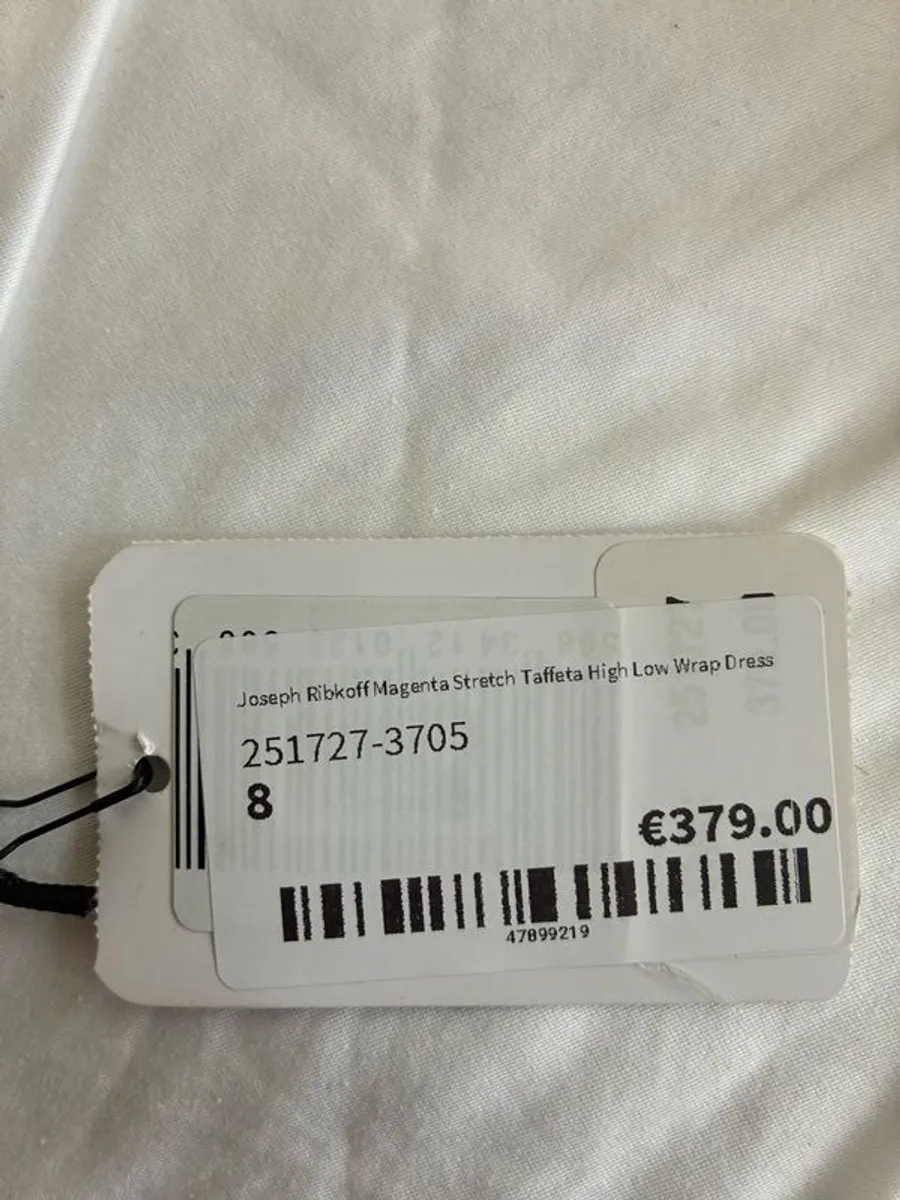 Joseph Ribkoff Magenta Stretch Taffeta High Low Wrap Dress
251727-3705
8
€379.00
47899219